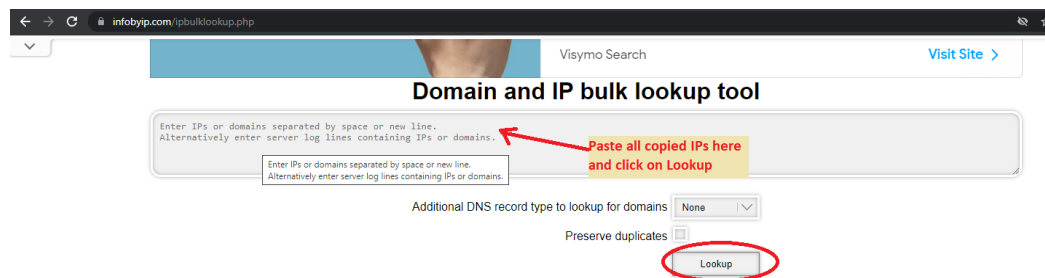 infobyip.com/ipbulklookup.php
Visymo Search
Visit Site >
Domain and IP bulk lookup tool
Enter IPs or domains separated by space or new line.
Alternatively enter server log lines containing IPs or domains.
Paste all copied IPs here
and click on Lookup
Enter IPs or domains separated by space or new line.
Alternatively enter server log lines containing IPs or domains.
Additional DNS record type to lookup for domains None
Preserve duplicates
Lookup